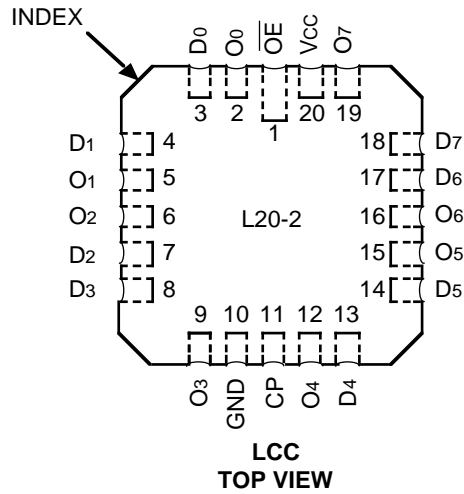 INDEX
D0 O0 O̅E̅ VCC O7
3 2 1 20 19
D1 4 18 D7
O1 5 17 D6
O2 6 L20-2 16 O6
D2 7 15 O5
D3 8 14 D5
9 10 11 12 13
O3 GND CP O4 D4
LCC
TOP VIEW